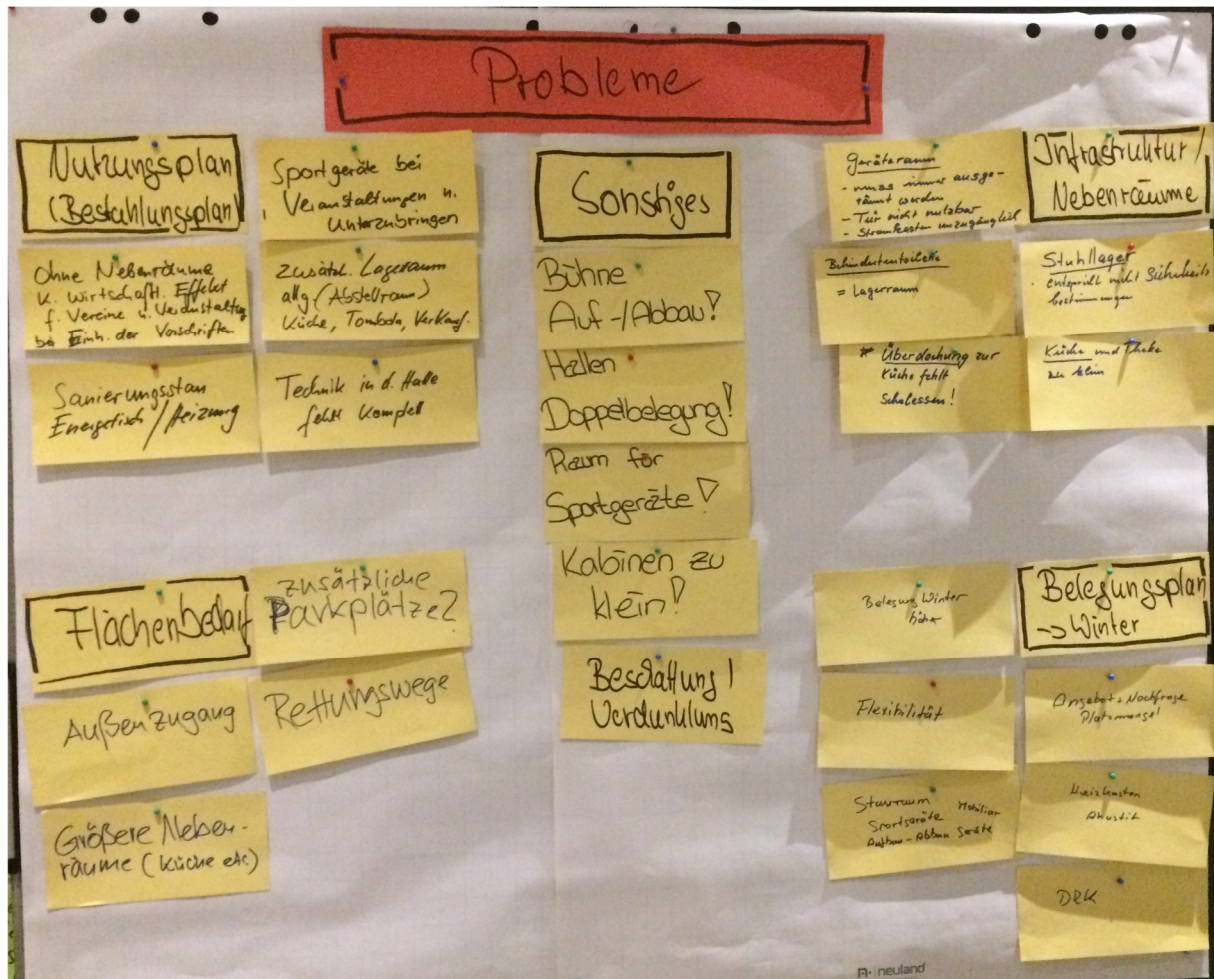 Probleme
Nutzungsplan
(Bestuhlungsplan)
Sportgeräte bei
Veranstaltungen n.
Unterzubringen
Ohne Nebenräume
k. wirtschaftl. Effekt
f. Vereine u. Veranstalter
bei Einh. der Vorschriften
zusätzl. Lagerraum
allg (Abstellraum)
Küche, Tombola, Verkauf.
Sanierungsstan
Energetisch / Heizung
Technik in d. Halle
fehlt komplett
Sonstiges
Bühne
Auf-/Abbau!
Hallen
Doppelbelegung!
Raum für
Sportgeräte!
Kabinen zu
klein!
Beschattung /
Verdunklung
Geräteraum
- muss immer ausge-
räumt werden
- Tür nicht nutzbar
- Stromkasten unzugänglich
Infrastruktur /
Nebenräume
Behindertentoilette
= Lagerraum
Stuhllager
entspricht nicht Sicherheits
bestimmungen
* Überdachung zur
Küche fehlt
Schulessen!
Küche und Theke
zu klein
Flächenbedarf
zusätzliche
Parkplätze?
Außenzugang
Rettungswege
Größere Neben-
räume (Küche etc)
Belegung Winter
höher
Belegungsplan
-> Winter
Flexibilität
Angebot & Nachfrage
Platzmangel
Stauraum Mobiliar
Sportgeräte
Aufbau-Abbau Geräte
Heizkosten
Akustik
DRK
neuland